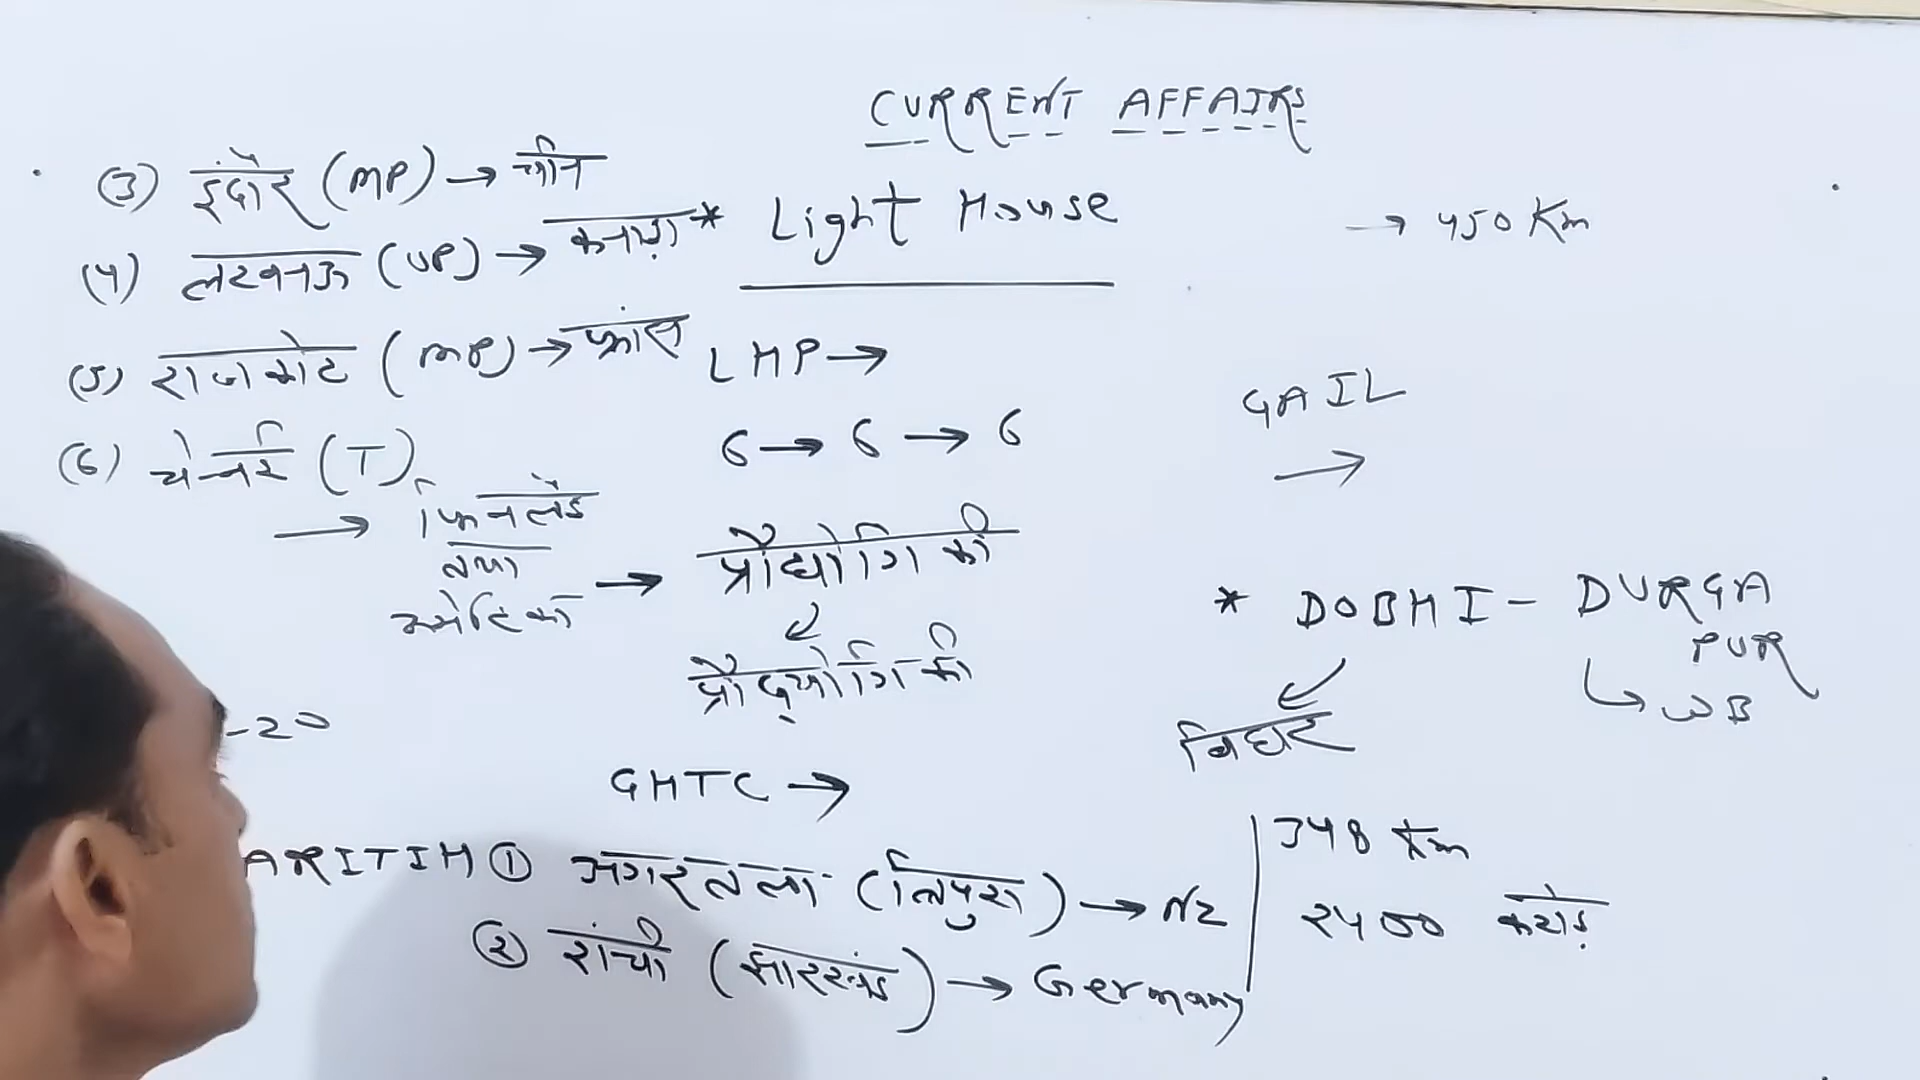 CURRENT AFFAIRS
(3) इंदौर (MP) → चीन
(4) लखनऊ (UP) → कनाडा
(5) राजकोट (MP) → फ्रांस
(6) चेन्नई (T)
→ फिनलैंड
तथा
अमेरिका
-20
ARITIH
* Light House
LHP →
6 → 6 → 6
→ प्रौद्योगिकी
प्रौद्योगिकी
GHTC →
① अगरतला (त्रिपुरा) → NZ
② रांची (झारखंड) → Germany
→ 450 Km
GAIL
→
* DOBHI - DURGA
PUR
↳ WB
बिहार
348 Km
2400 करोड़